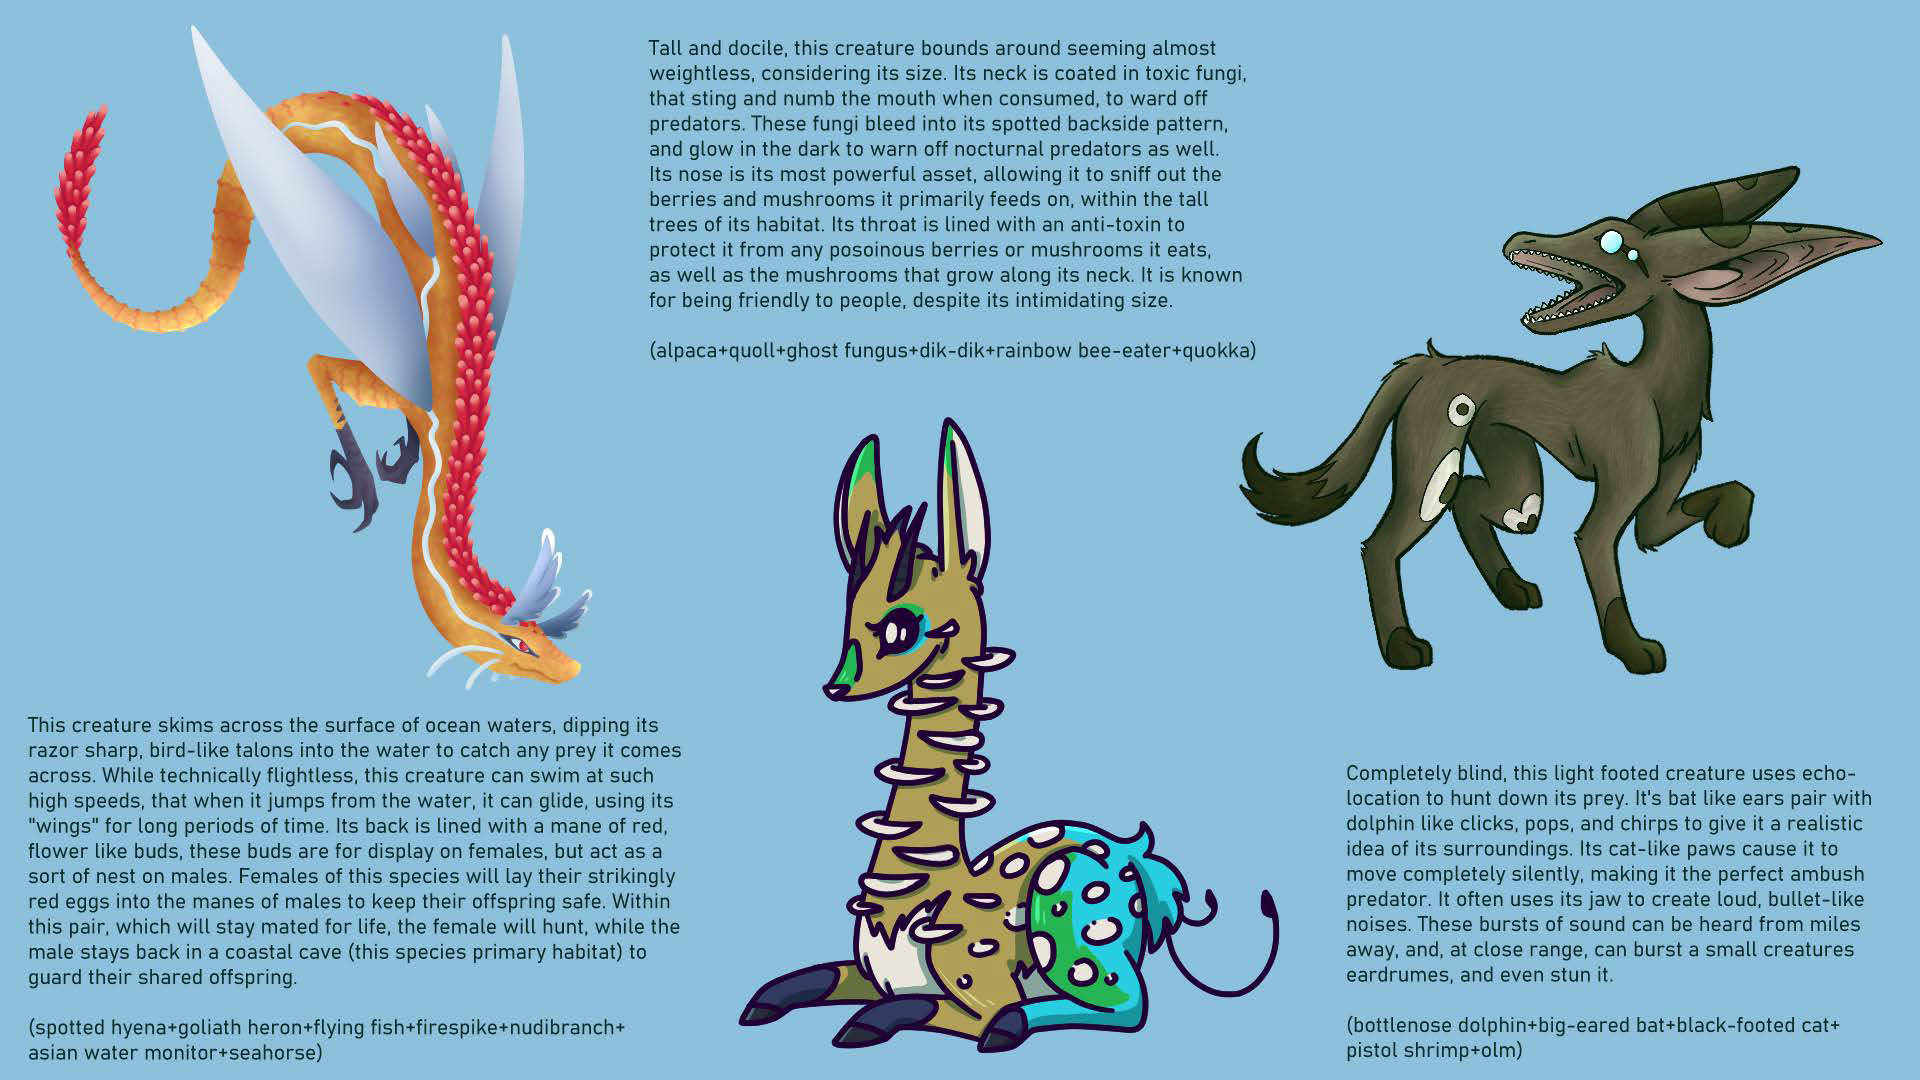 Tall and docile, this creature bounds around seeming almost
weightless, considering its size. Its neck is coated in toxic fungi,
that sting and numb the mouth when consumed, to ward off
predators. These fungi bleed into its spotted backside pattern,
and glow in the dark to warn off nocturnal predators as well.
Its nose is its most powerful asset, allowing it to sniff out the
berries and mushrooms it primarily feeds on, within the tall
trees of its habitat. Its throat is lined with an anti-toxin to
protect it from any posoinous berries or mushrooms it eats,
as well as the mushrooms that grow along its neck. It is known
for being friendly to people, despite its intimidating size.
(alpaca+quoll+ghost fungus+dik-dik+rainbow bee-eater+quokka)
This creature skims across the surface of ocean waters, dipping its
razor sharp, bird-like talons into the water to catch any prey it comes
across. While technically flightless, this creature can swim at such
high speeds, that when it jumps from the water, it can glide, using its
"wings" for long periods of time. Its back is lined with a mane of red,
flower like buds, these buds are for display on females, but act as a
sort of nest on males. Females of this species will lay their strikingly
red eggs into the manes of males to keep their offspring safe. Within
this pair, which will stay mated for life, the female will hunt, while the
male stays back in a coastal cave (this species primary habitat) to
guard their shared offspring.
(spotted hyena+goliath heron+flying fish+firespike+nudibranch+
asian water monitor+seahorse)
Completely blind, this light footed creature uses echo-
location to hunt down its prey. It's bat like ears pair with
dolphin like clicks, pops, and chirps to give it a realistic
idea of its surroundings. Its cat-like paws cause it to
move completely silently, making it the perfect ambush
predator. It often uses its jaw to create loud, bullet-like
noises. These bursts of sound can be heard from miles
away, and, at close range, can burst a small creatures
eardrumes, and even stun it.
(bottlenose dolphin+big-eared bat+black-footed cat+
pistol shrimp+olm)